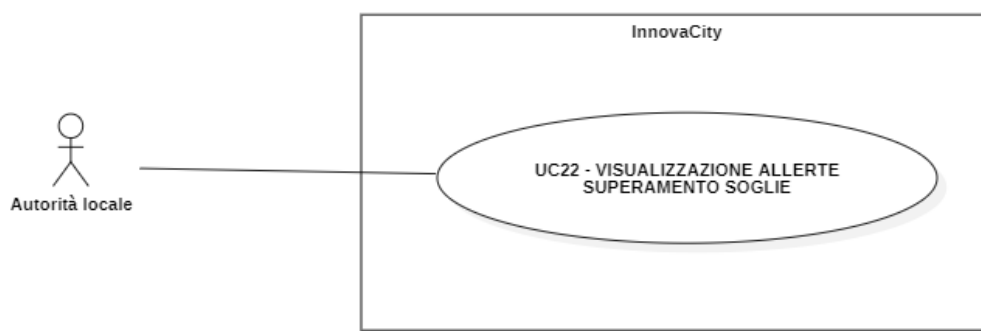 InnovaCity
UC22 - VISUALIZZAZIONE ALLERTE
SUPERAMENTO SOGLIE
Autorità locale